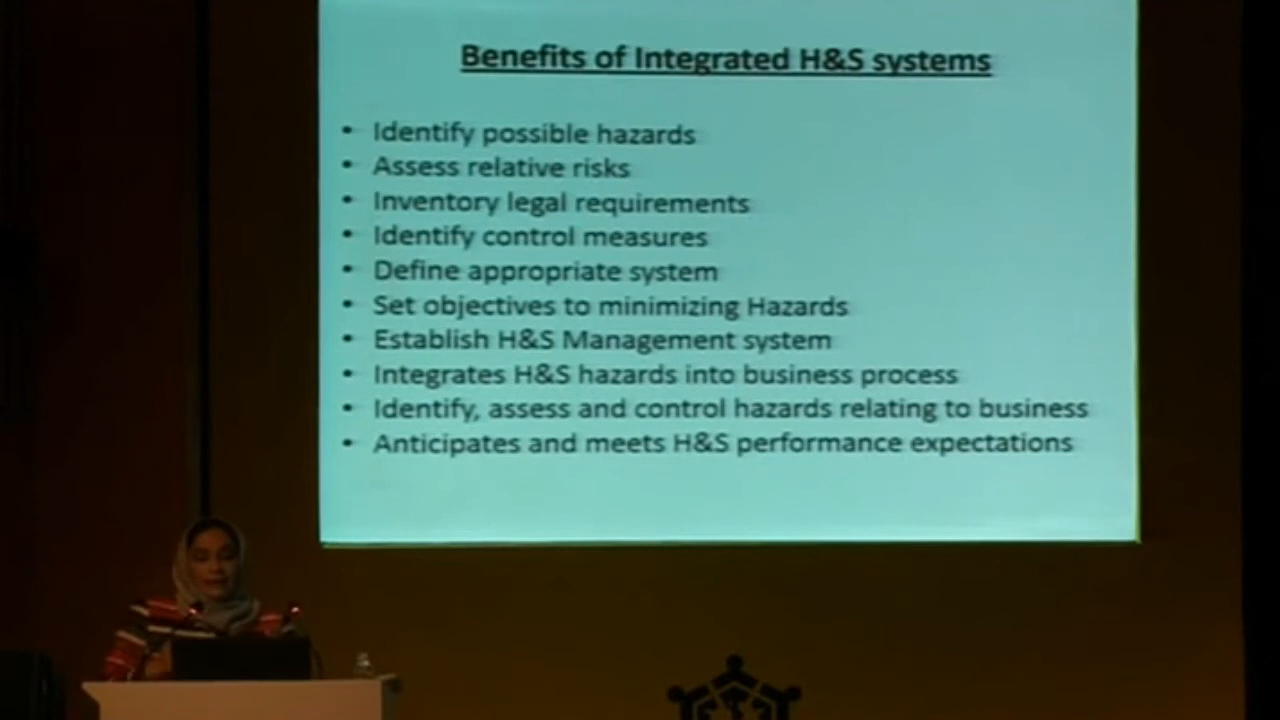 Benefits of Integrated H&S systems
• Identify possible hazards
• Assess relative risks
• Inventory legal requirements
• Identify control measures
• Define appropriate system
• Set objectives to minimizing Hazards
• Establish H&S Management system
• Integrates H&S hazards into business process
• Identify, assess and control hazards relating to business
• Anticipates and meets H&S performance expectations